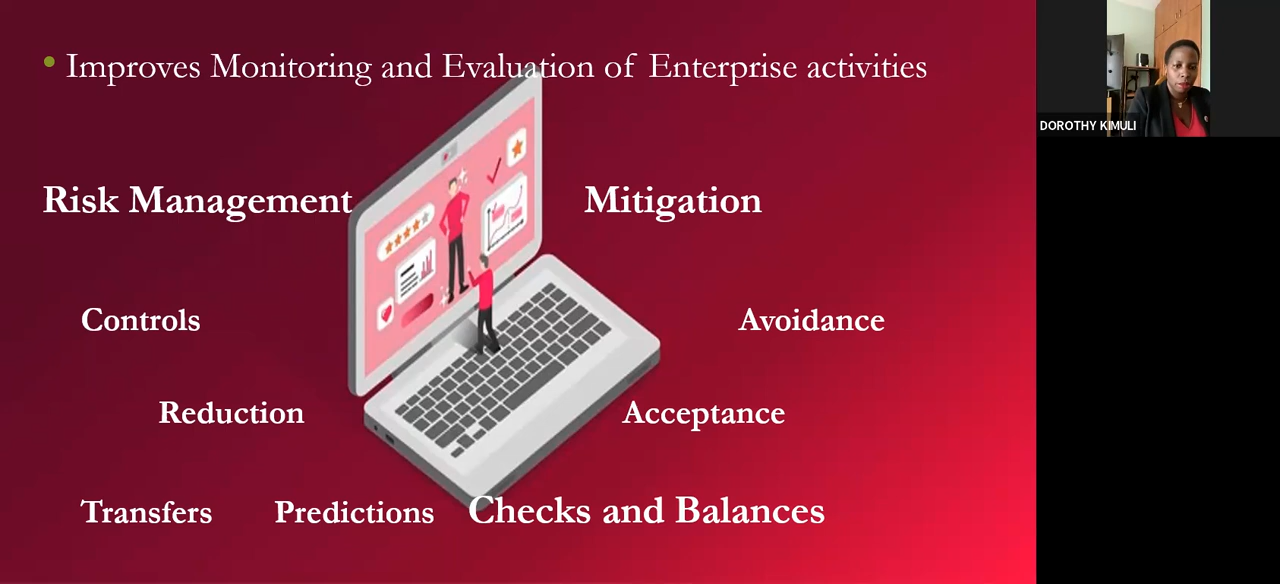 • Improves Monitoring and Evaluation of Enterprise activities
DOROTHY KIMULI
Risk Management Mitigation
Controls Avoidance
Reduction Acceptance
Transfers Predictions Checks and Balances